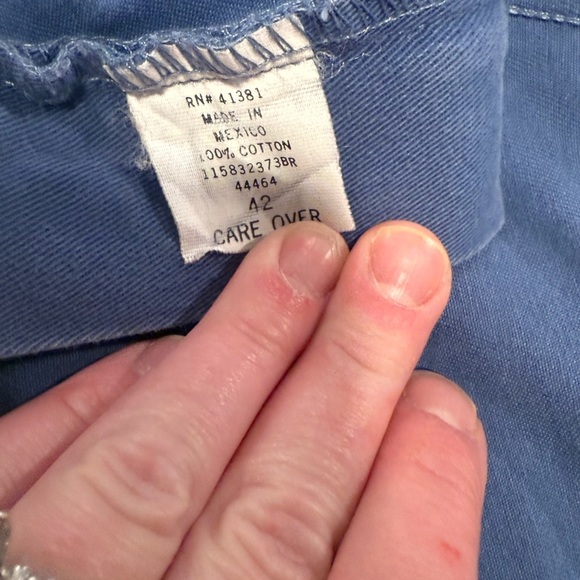 RN# 41381
MADE IN
MEXICO
100% COTTON
115832373BR
44464
42
CARE OVER